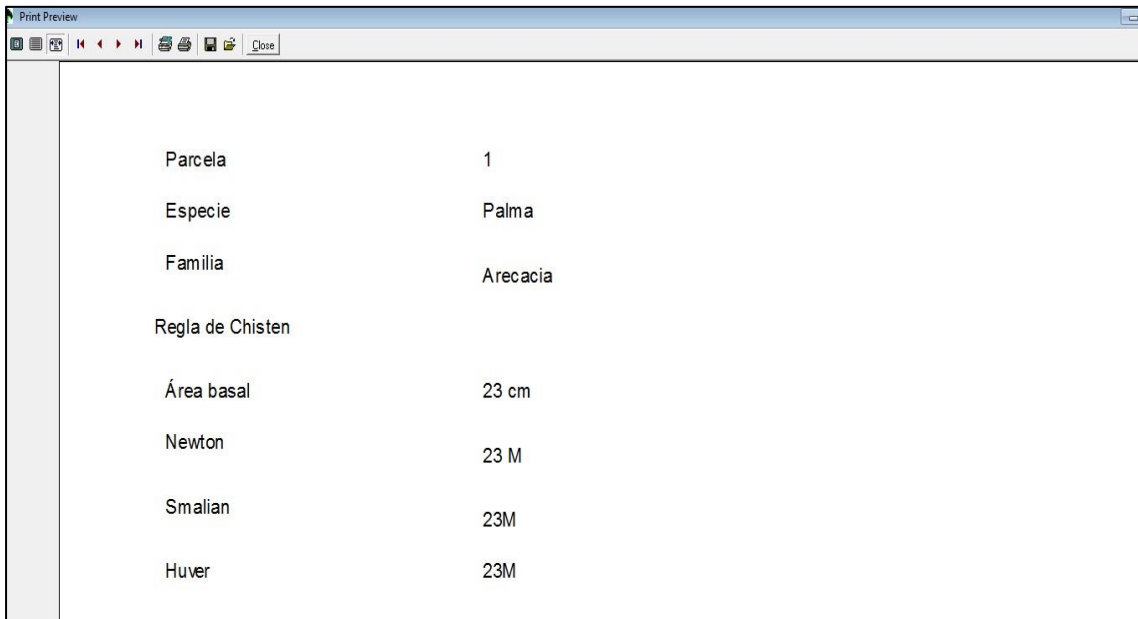 Print Preview
Close
Parcela 1
Especie Palma
Familia Arecacia
Regla de Chisten
Área basal 23 cm
Newton 23 M
Smalian 23M
Huver 23M